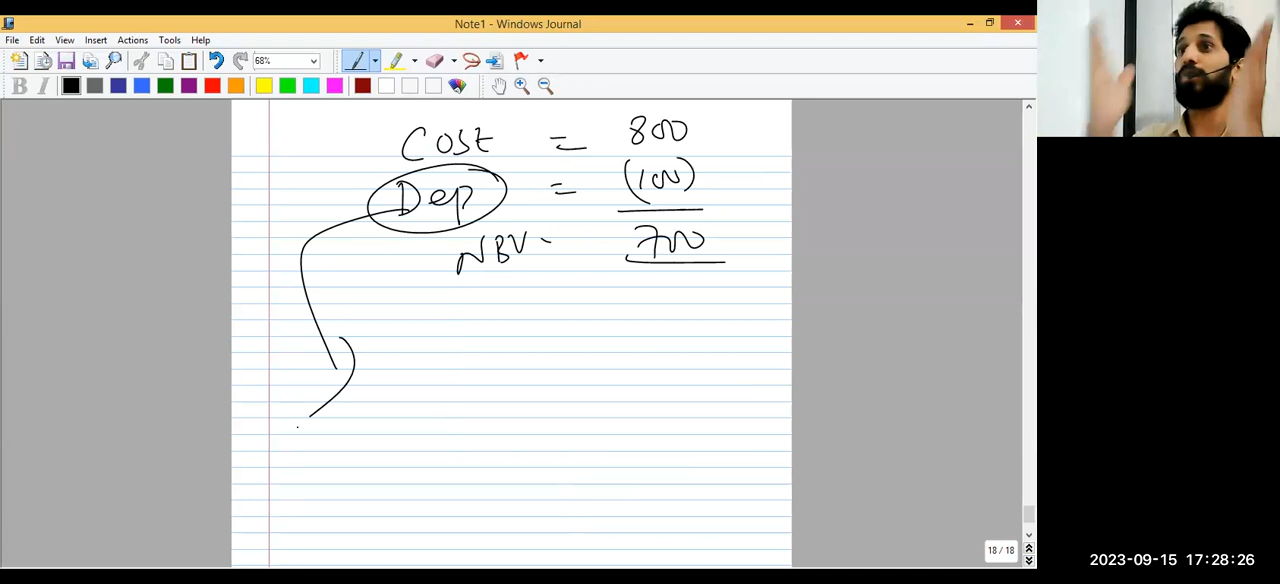 Note1 - Windows Journal
File Edit View Insert Actions Tools Help
68%
B I
Cost = 800
Dep = (100)
NBV - 700
18 / 18
2023-09-15 17:28:26